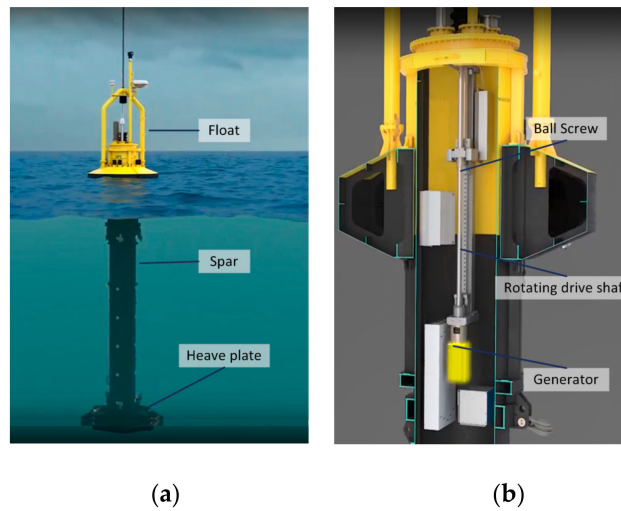 Float
Spar
Heave plate
Ball Screw
Rotating drive shaf
Generator
(a)
(b)